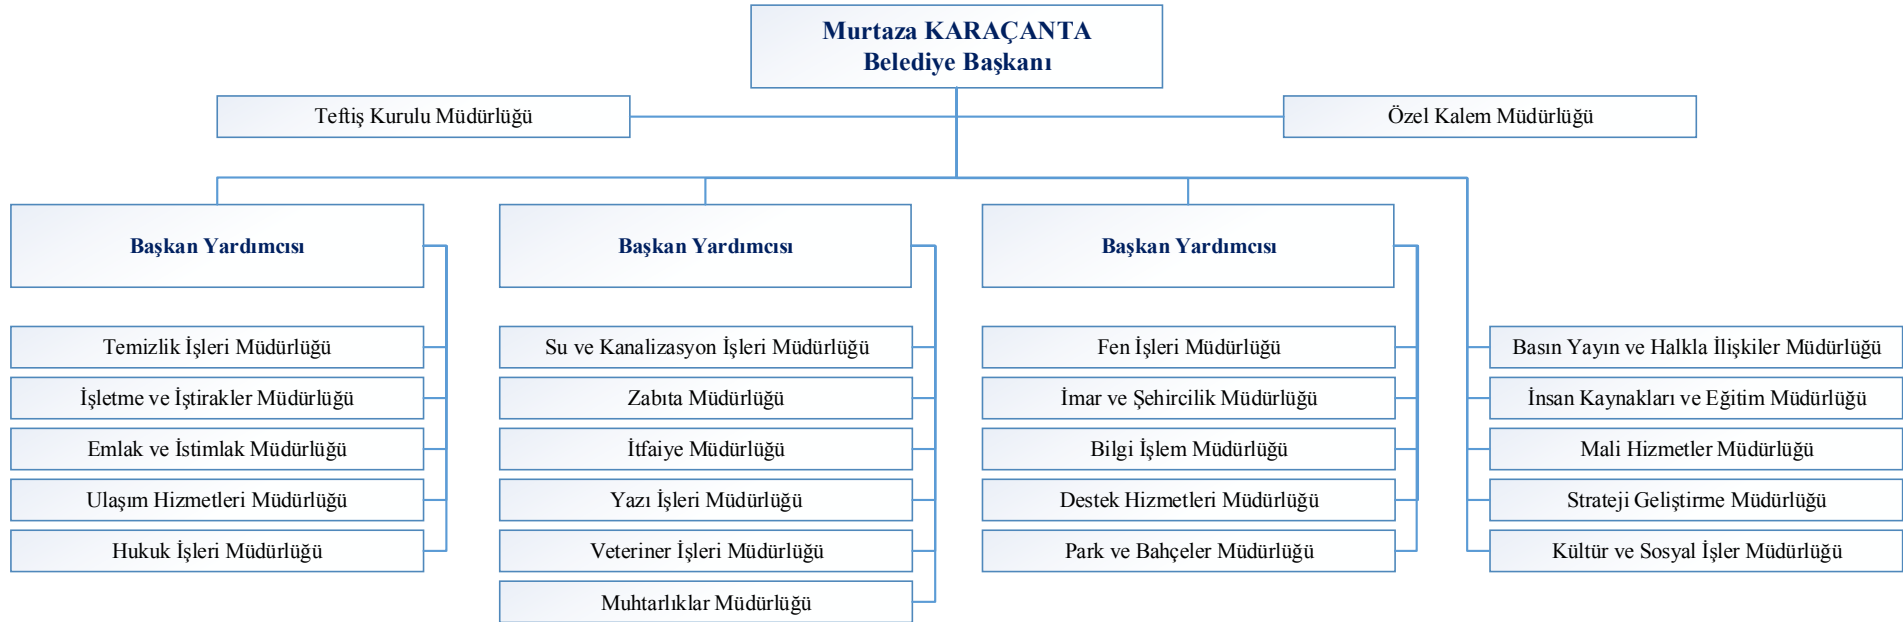 Murtaza KARAÇANTA
Belediye Başkanı
Teftiş Kurulu Müdürlüğü
Özel Kalem Müdürlüğü
Başkan Yardımcısı
Temizlik İşleri Müdürlüğü
İşletme ve İştirakler Müdürlüğü
Emlak ve İstimlak Müdürlüğü
Ulaşım Hizmetleri Müdürlüğü
Hukuk İşleri Müdürlüğü
Başkan Yardımcısı
Su ve Kanalizasyon İşleri Müdürlüğü
Zabıta Müdürlüğü
İtfaiye Müdürlüğü
Yazı İşleri Müdürlüğü
Veteriner İşleri Müdürlüğü
Muhtarlıklar Müdürlüğü
Başkan Yardımcısı
Fen İşleri Müdürlüğü
İmar ve Şehircilik Müdürlüğü
Bilgi İşlem Müdürlüğü
Destek Hizmetleri Müdürlüğü
Park ve Bahçeler Müdürlüğü
Basın Yayın ve Halkla İlişkiler Müdürlüğü
İnsan Kaynakları ve Eğitim Müdürlüğü
Mali Hizmetler Müdürlüğü
Strateji Geliştirme Müdürlüğü
Kültür ve Sosyal İşler Müdürlüğü